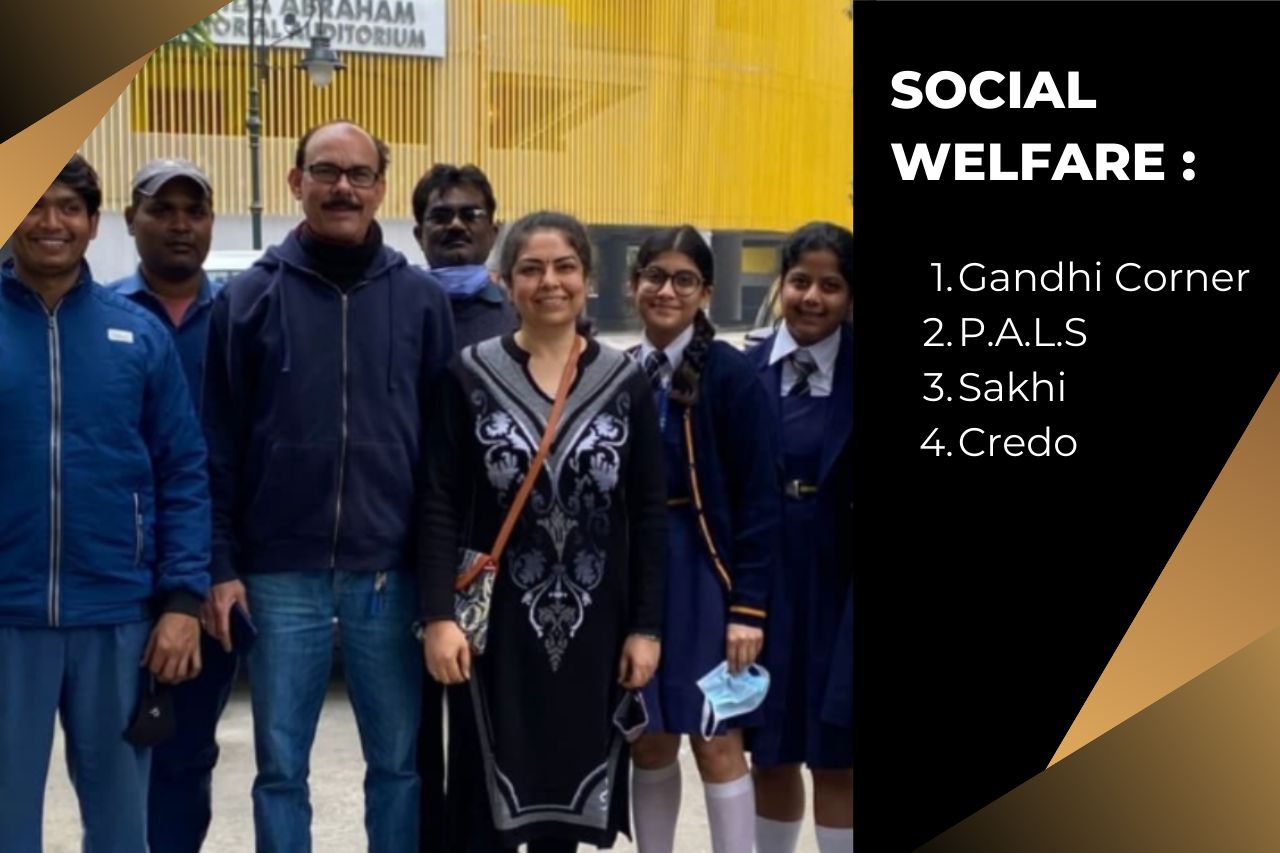 ABRAHAM
AUDITORIUM
SOCIAL
WELFARE :
1. Gandhi Corner
2. P.A.L.S
3. Sakhi
4. Credo